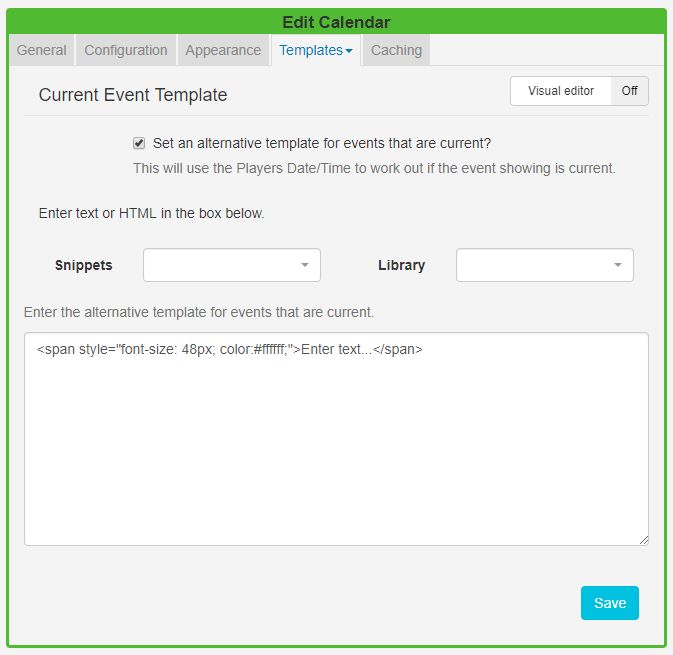 Edit Calendar
General Configuration Appearance Templates Caching
Current Event Template Visual editor Off
Set an alternative template for events that are current?
This will use the Players Date/Time to work out if the event showing is current.
Enter text or HTML in the box below.
Snippets Library
Enter the alternative template for events that are current.
<span style="font-size: 48px; color:#ffffff;">Enter text...</span>
Save